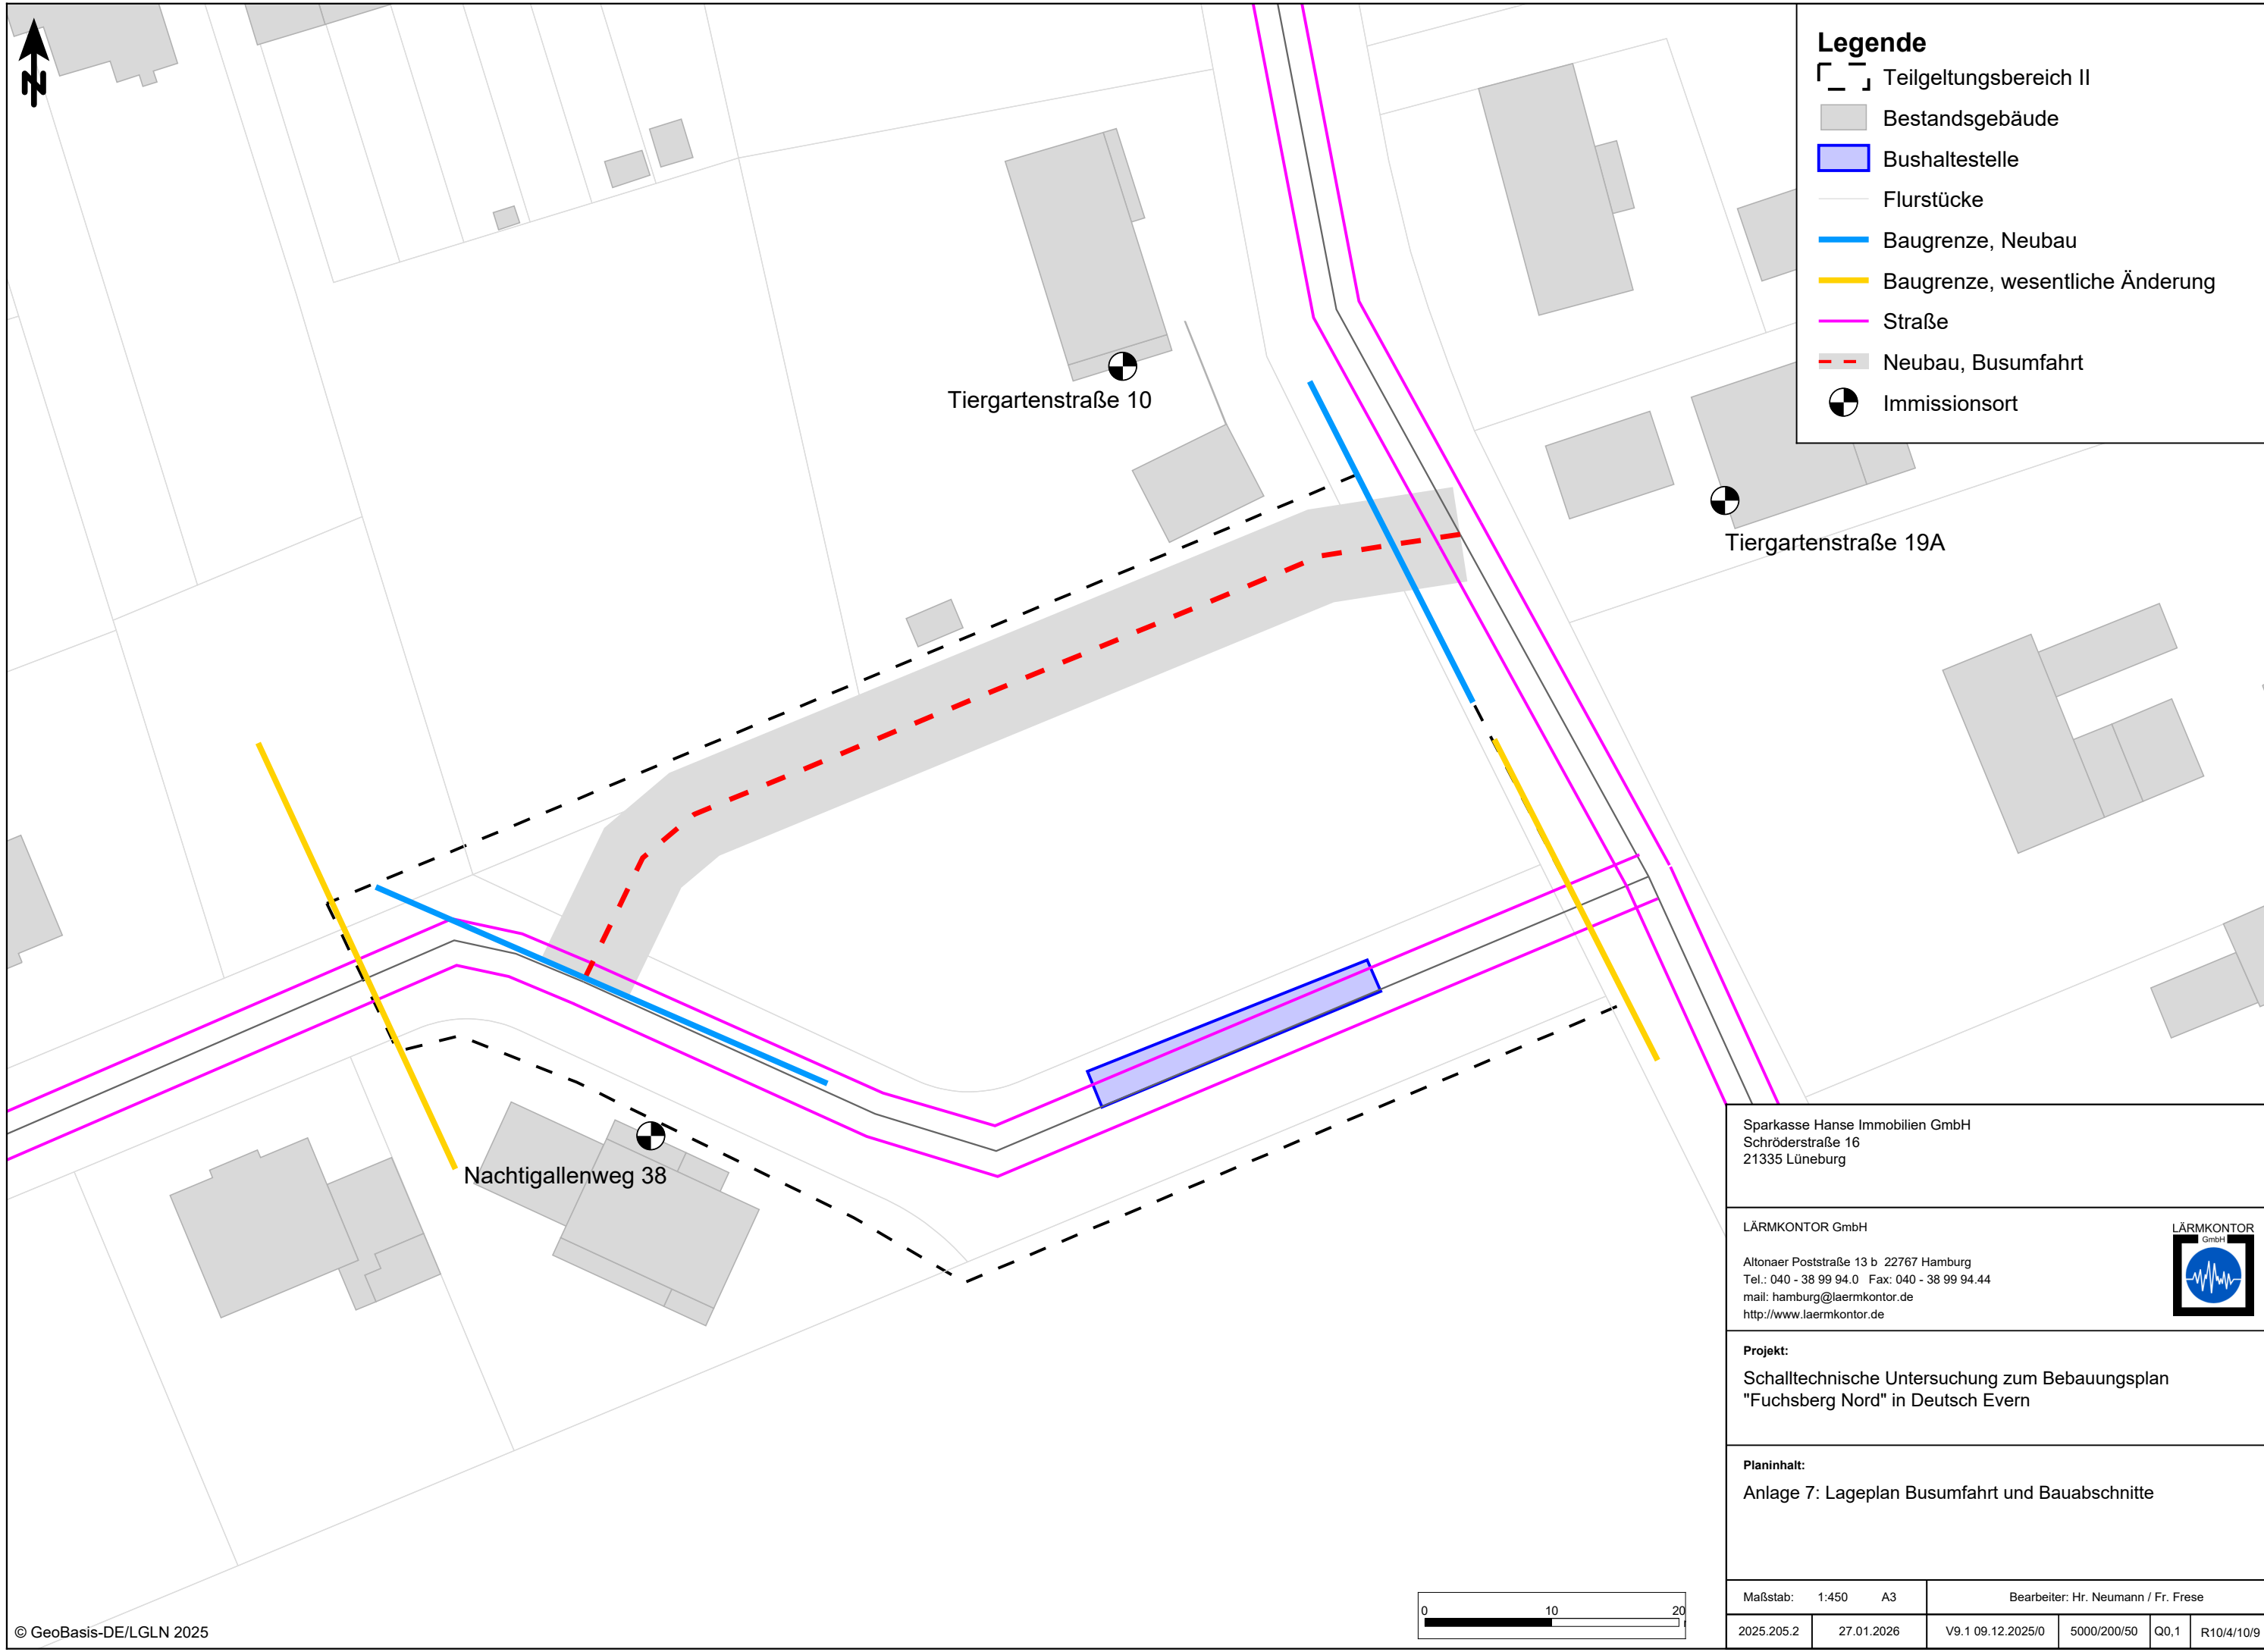 N
Legende
Teilgeltungsbereich II
Bestandsgebäude
Bushaltestelle
Flurstücke
Baugrenze, Neubau
Baugrenze, wesentliche Änderung
Straße
Neubau, Busumfahrt
Immissionsort
Tiergartenstraße 10
Tiergartenstraße 19A
Nachtigallenweg 38
Sparkasse Hanse Immobilien GmbH
Schröderstraße 16
21335 Lüneburg
LÄRMKONTOR GmbH
Altonaer Poststraße 13 b 22767 Hamburg
Tel.: 040 - 38 99 94.0 Fax: 040 - 38 99 94.44
mail: hamburg@laermkontor.de
http://www.laermkontor.de
LÄRMKONTOR
GmbH
Projekt:
Schalltechnische Untersuchung zum Bebauungsplan
"Fuchsberg Nord" in Deutsch Evern
Planinhalt:
Anlage 7: Lageplan Busumfahrt und Bauabschnitte
Maßstab: 1:450 A3 Bearbeiter: Hr. Neumann / Fr. Frese
2025.205.2 27.01.2026 V9.1 09.12.2025/0 5000/200/50 Q0,1 R10/4/10/9
0 10 20
© GeoBasis-DE/LGLN 2025